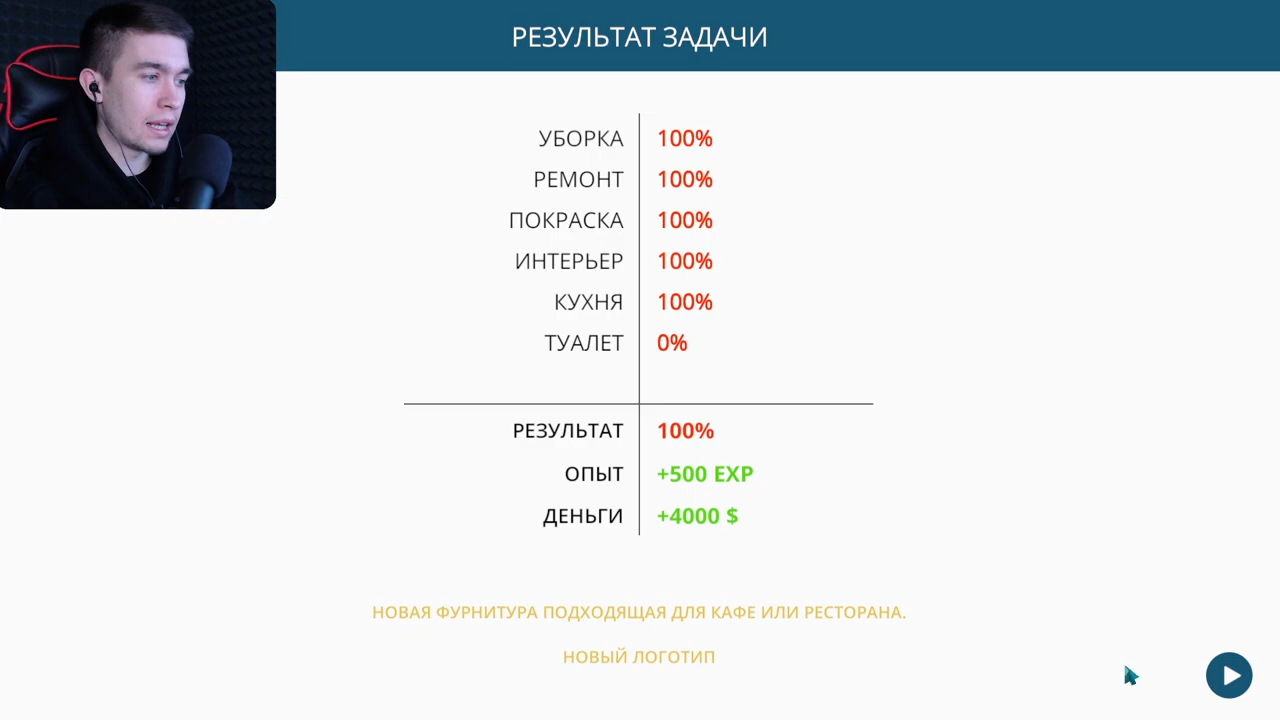 РЕЗУЛЬТАТ ЗАДАЧИ
УБОРКА 100%
РЕМОНТ 100%
ПОКРАСКА 100%
ИНТЕРЬЕР 100%
КУХНЯ 100%
ТУАЛЕТ 0%
РЕЗУЛЬТАТ 100%
ОПЫТ +500 EXP
ДЕНЬГИ +4000 $
НОВАЯ ФУРНИТУРА ПОДХОДЯЩАЯ ДЛЯ КАФЕ ИЛИ РЕСТОРАНА.
НОВЫЙ ЛОГОТИП